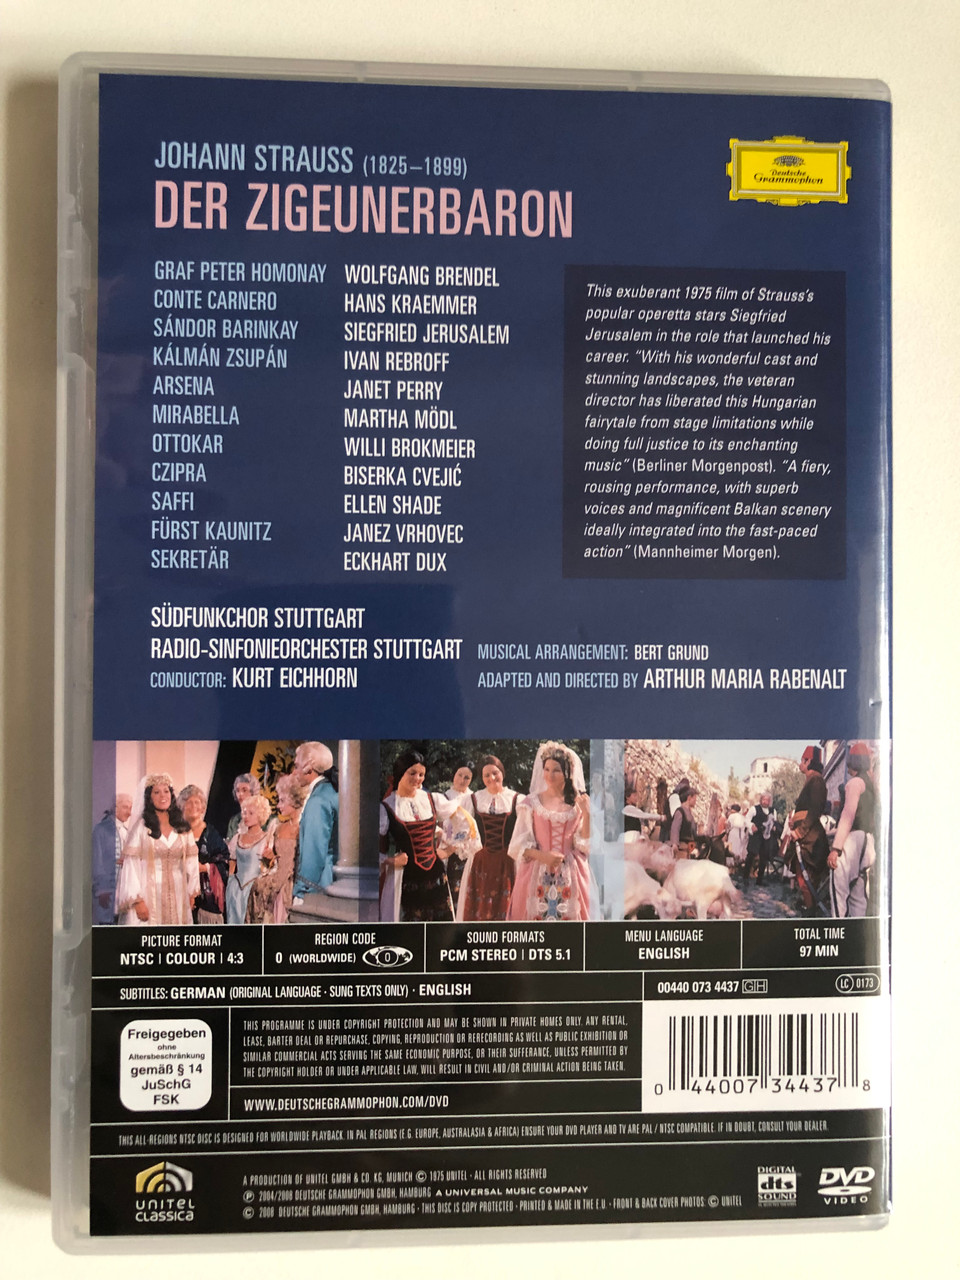 JOHANN STRAUSS (1825–1899)
DER ZIGEUNERBARON
Deutsche
Grammophon
GRAF PETER HOMONAY WOLFGANG BRENDEL
CONTE CARNERO HANS KRAEMMER
SÁNDOR BARINKAY SIEGFRIED JERUSALEM
KÁLMÁN ZSUPÁN IVAN REBROFF
ARSENA JANET PERRY
MIRABELLA MARTHA MÖDL
OTTOKAR WILLI BROKMEIER
CZIPRA BISERKA CVEJIĆ
SAFFI ELLEN SHADE
FÜRST KAUNITZ JANEZ VRHOVEC
SEKRETÄR ECKHART DUX
This exuberant 1975 film of Strauss's
popular operetta stars Siegfried
Jerusalem in the role that launched his
career. "With his wonderful cast and
stunning landscapes, the veteran
director has liberated this Hungarian
fairytale from stage limitations while
doing full justice to its enchanting
music" (Berliner Morgenpost). "A fiery,
rousing performance, with superb
voices and magnificent Balkan scenery
ideally integrated into the fast-paced
action" (Mannheimer Morgen).
SÜDFUNKCHOR STUTTGART
RADIO-SINFONIEORCHESTER STUTTGART
CONDUCTOR: KURT EICHHORN
MUSICAL ARRANGEMENT: BERT GRUND
ADAPTED AND DIRECTED BY ARTHUR MARIA RABENALT
PICTURE FORMAT
NTSC | COLOUR | 4:3
REGION CODE
0 (WORLDWIDE) 0
SOUND FORMATS
PCM STEREO | DTS 5.1
MENU LANGUAGE
ENGLISH
TOTAL TIME
97 MIN
SUBTITLES: GERMAN (ORIGINAL LANGUAGE · SUNG TEXTS ONLY) · ENGLISH
00440 073 4437 GH
LC 0173
Freigegeben
ohne
Altersbeschränkung
gemäß § 14
JuSchG
FSK
THIS PROGRAMME IS UNDER COPYRIGHT PROTECTION AND MAY BE SHOWN IN PRIVATE HOMES ONLY. ANY RENTAL,
LEASE, BARTER DEAL OR REPURCHASE, COPYING, REPRODUCTION OR RERECORDING AS WELL AS PUBLIC EXHIBITION OR
SIMILAR COMMERCIAL ACTS SERVING THE SAME ECONOMIC PURPOSE, OR THEIR SUFFERANCE, UNLESS PERMITTED BY
THE COPYRIGHT HOLDER OR UNDER APPLICABLE LAW, WILL RESULT IN CIVIL AND/OR CRIMINAL ACTION BEING TAKEN.
WWW.DEUTSCHEGRAMMOPHON.COM/DVD
0 44007 34437 8
THIS ALL-REGIONS NTSC DISC IS DESIGNED FOR WORLDWIDE PLAYBACK. IN PAL REGIONS (E.G. EUROPE, AUSTRALASIA & AFRICA) ENSURE YOUR DVD PLAYER AND TV ARE PAL / NTSC COMPATIBLE. IF IN DOUBT, CONSULT YOUR DEALER.
UNITEL
CLASSICA
A PRODUCTION OF UNITEL GMBH & CO. KG, MUNICH © 1975 UNITEL · ALL RIGHTS RESERVED
℗ 2004/2008 DEUTSCHE GRAMMOPHON GMBH, HAMBURG A UNIVERSAL MUSIC COMPANY
© 2008 DEUTSCHE GRAMMOPHON GMBH, HAMBURG · THIS DISC IS COPY PROTECTED · PRINTED & MADE IN THE E.U. · FRONT & BACK COVER PHOTOS: © UNITEL
DIGITAL
dts
SOUND
DVD
VIDEO